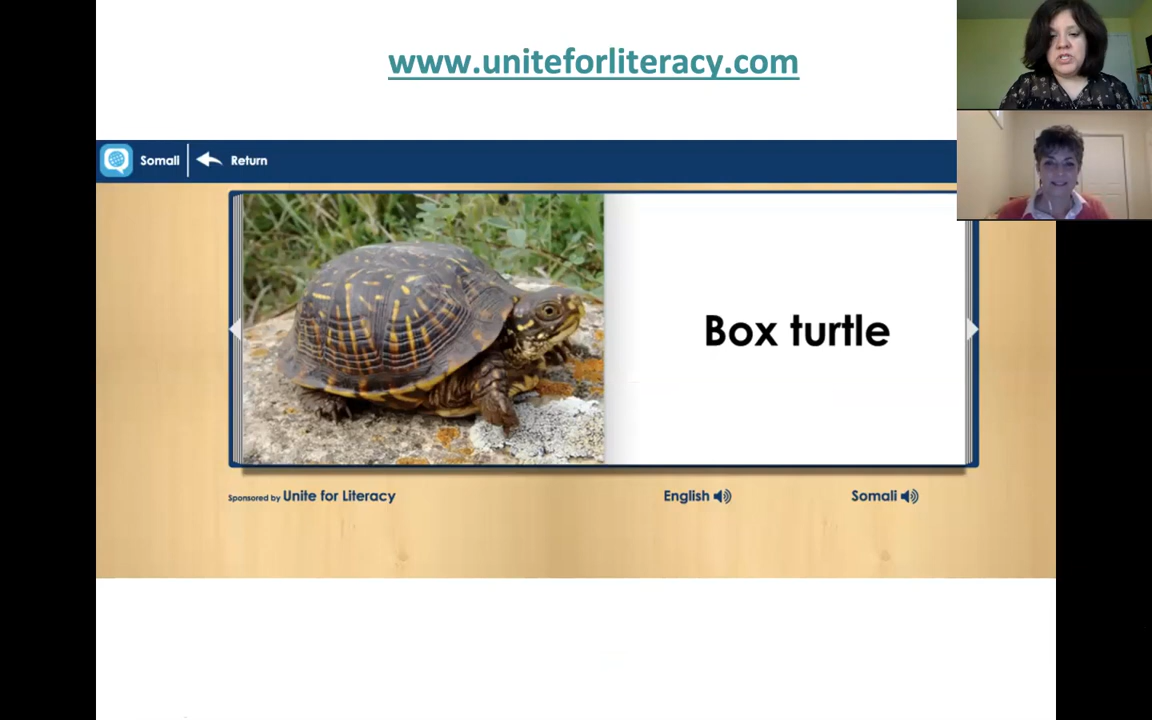 www.uniteforliteracy.com
Somali
Return
Box turtle
Sponsored by Unite for Literacy
English
Somali